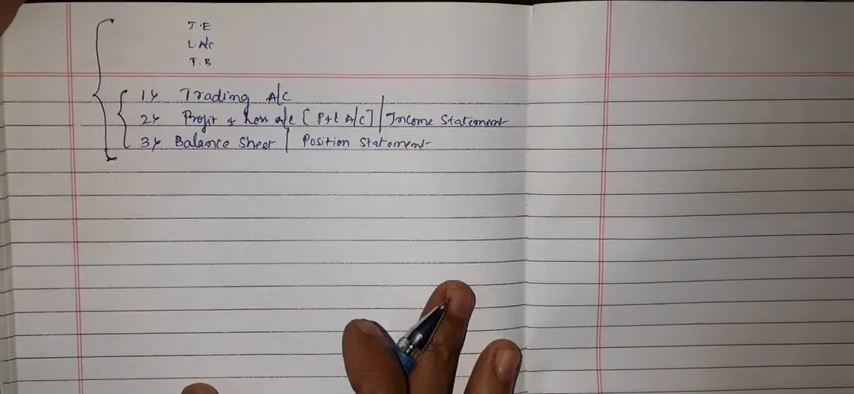 J.E
L.A/c
T.B
1) Trading A/C
2) Profit & Loss A/c [P+L A/C] | Income Statement
3) Balance Sheet | Position Statement